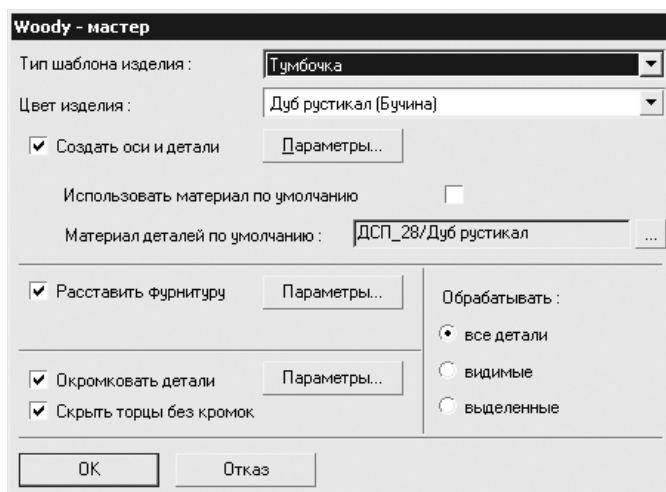 Woody - мастер
Тип шаблона изделия : Тумбочка
Цвет изделия : Дуб рустикал (Бучина)
Создать оси и детали Параметры...
Использовать материал по умолчанию
Материал деталей по умолчанию : ДСП_28/Дуб рустикал ...
Расставить фурнитуру Параметры...
Обрабатывать :
все детали
видимые
выделенные
Окромковать детали Параметры...
Скрыть торцы без кромок
OK Отказ